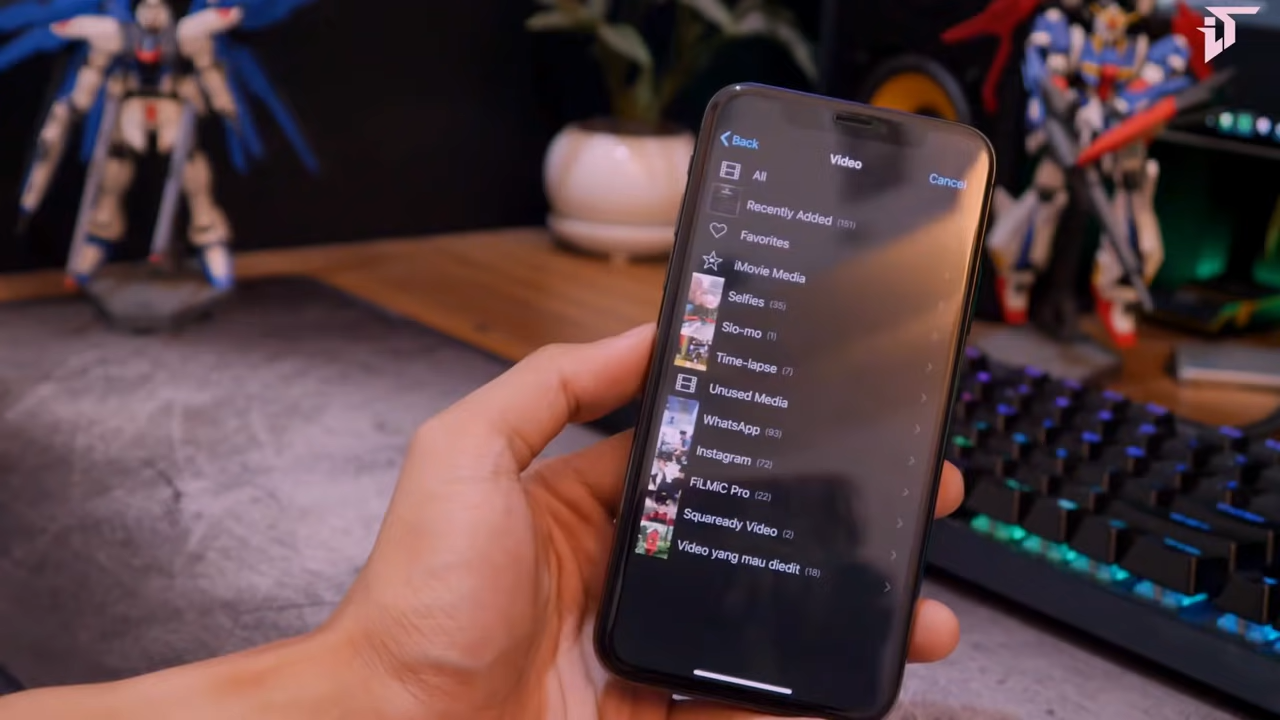 Back
Video
Cancel
All
Recently Added (151)
Favorites
iMovie Media
Selfies (35)
Slo-mo (1)
Time-lapse (7)
Unused Media
WhatsApp (93)
Instagram (72)
FiLMiC Pro (22)
Squaready Video (2)
Video yang mau diedit (18)